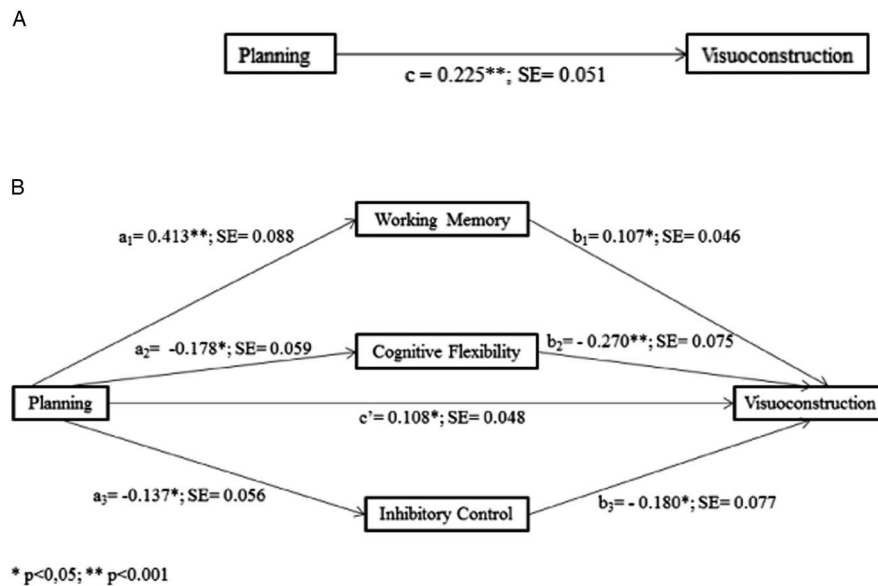 A
Planning
Visuoconstruction
c = 0.225**; SE= 0.051
B
Working Memory
a1= 0.413**; SE= 0.088
b1= 0.107*; SE= 0.046
a2= -0.178*; SE= 0.059
Cognitive Flexibility
b2= - 0.270**; SE= 0.075
Planning
c’= 0.108*; SE= 0.048
Visuoconstruction
a3= -0.137*; SE= 0.056
Inhibitory Control
b3= - 0.180*; SE= 0.077
* p<0,05; ** p<0.001